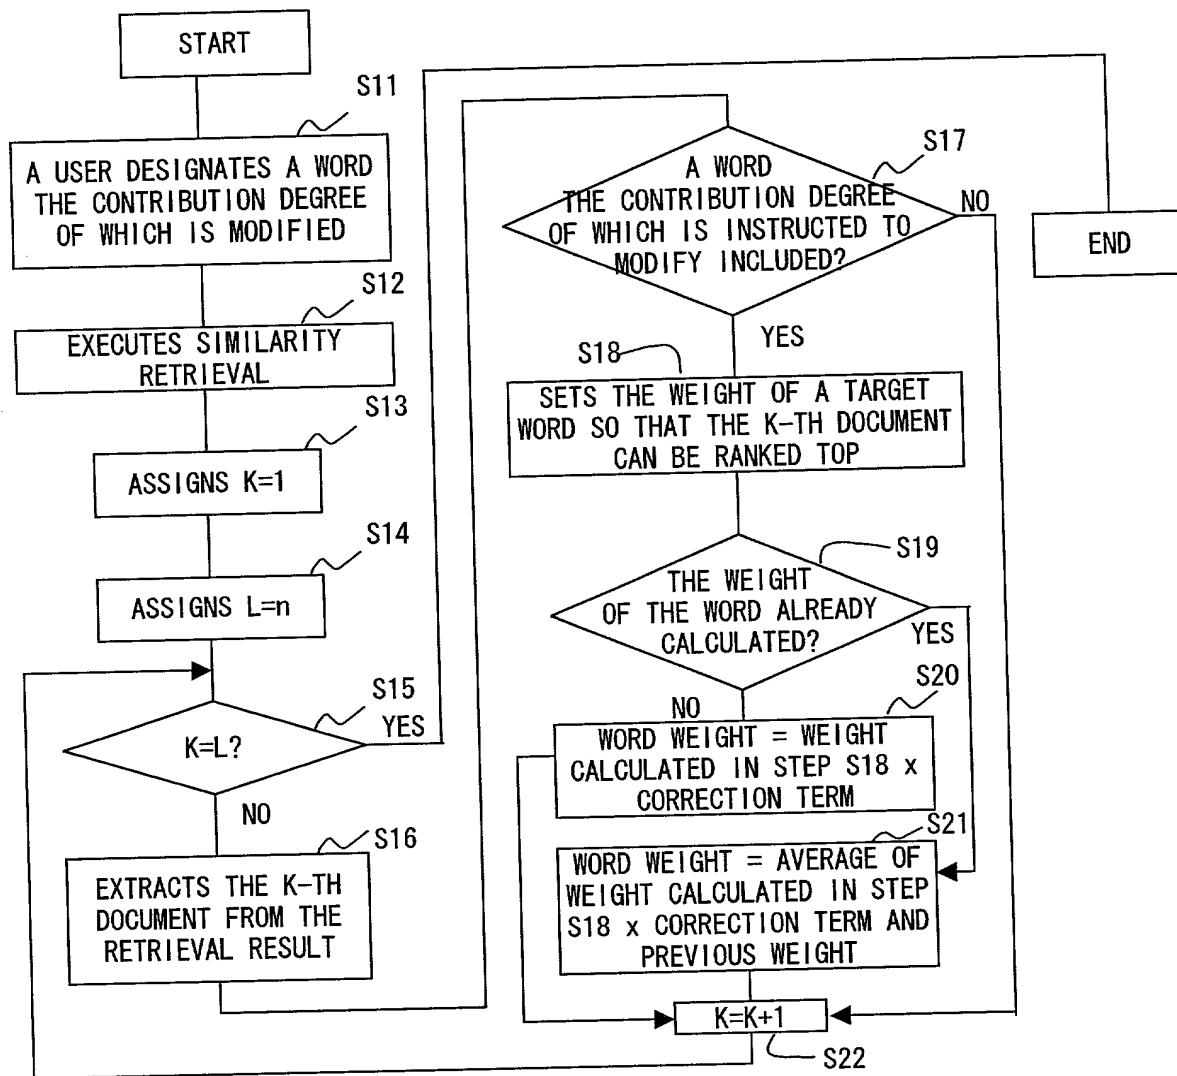 START
S11
A USER DESIGNATES A WORD
THE CONTRIBUTION DEGREE
OF WHICH IS MODIFIED
S12
EXECUTES SIMILARITY
RETRIEVAL
S13
ASSIGNS K=1
S14
ASSIGNS L=n
S15
K=L?
YES
NO
S16
EXTRACTS THE K-TH
DOCUMENT FROM THE
RETRIEVAL RESULT
S17
A WORD
THE CONTRIBUTION DEGREE
OF WHICH IS INSTRUCTED TO
MODIFY INCLUDED?
NO
YES
END
S18
SETS THE WEIGHT OF A TARGET
WORD SO THAT THE K-TH DOCUMENT
CAN BE RANKED TOP
S19
THE WEIGHT
OF THE WORD ALREADY
CALCULATED?
YES
NO
S20
WORD WEIGHT = WEIGHT
CALCULATED IN STEP S18 x
CORRECTION TERM
S21
WORD WEIGHT = AVERAGE OF
WEIGHT CALCULATED IN STEP
S18 x CORRECTION TERM AND
PREVIOUS WEIGHT
K=K+1
S22